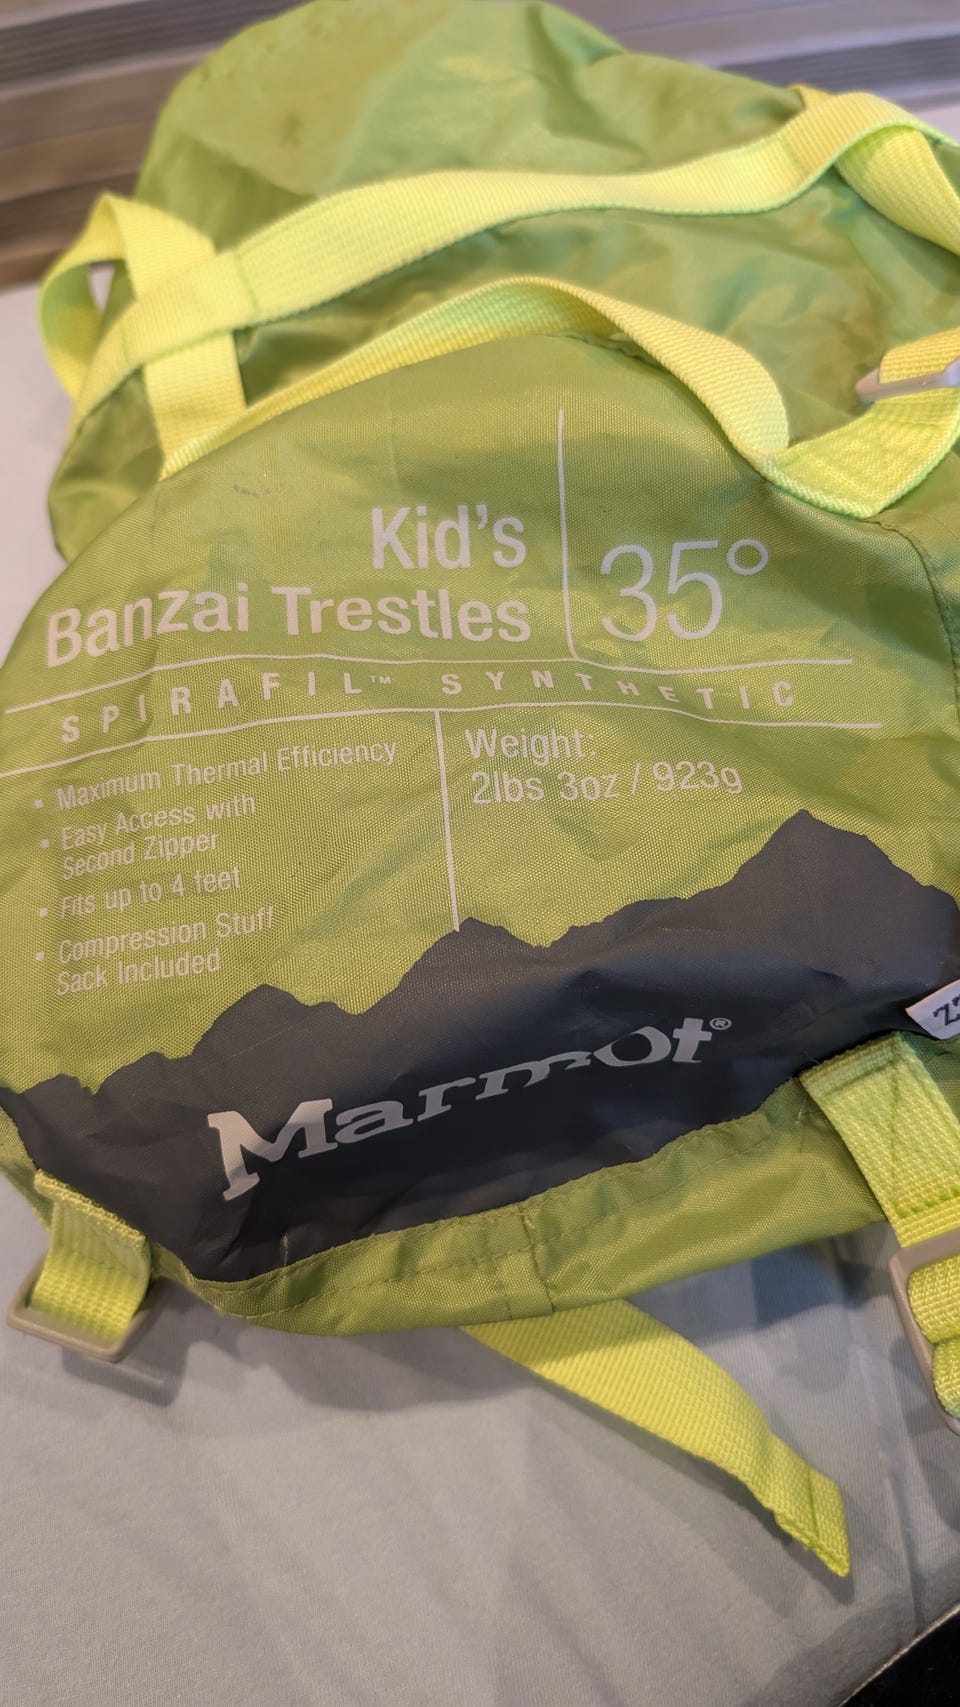 Kid's
Banzai Trestles
35°
SPIRAFIL™ SYNTHETIC
• Maximum Thermal Efficiency
• Easy Access with
Second Zipper
• Fits up to 4 feet
• Compression Stuff
Sack Included
Weight:
2lbs 3oz / 923g
Marmot®